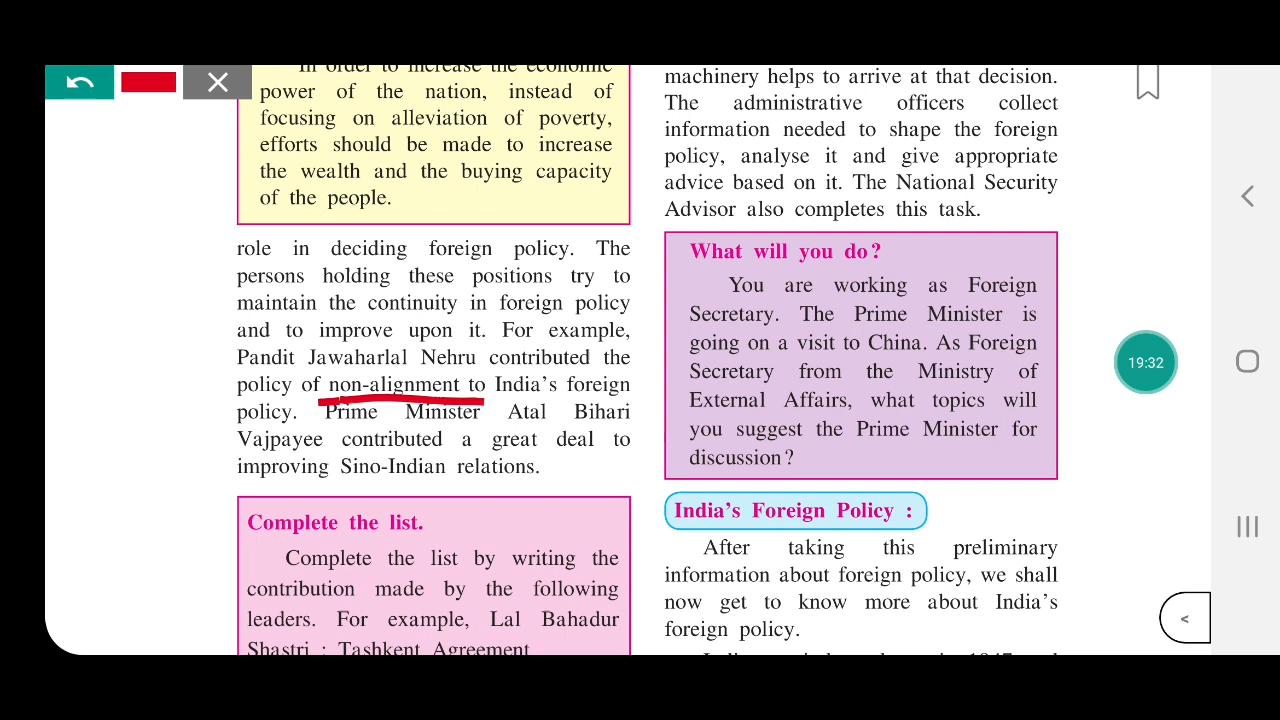 In order to increase the economic
power of the nation, instead of
focusing on alleviation of poverty,
efforts should be made to increase
the wealth and the buying capacity
of the people.
role in deciding foreign policy. The
persons holding these positions try to
maintain the continuity in foreign policy
and to improve upon it. For example,
Pandit Jawaharlal Nehru contributed the
policy of non-alignment to India's foreign
policy. Prime Minister Atal Bihari
Vajpayee contributed a great deal to
improving Sino-Indian relations.
Complete the list.
Complete the list by writing the
contribution made by the following
leaders. For example, Lal Bahadur
Shastri : Tashkent Agreement
machinery helps to arrive at that decision.
The administrative officers collect
information needed to shape the foreign
policy, analyse it and give appropriate
advice based on it. The National Security
Advisor also completes this task.
What will you do?
You are working as Foreign
Secretary. The Prime Minister is
going on a visit to China. As Foreign
Secretary from the Ministry of
External Affairs, what topics will
you suggest the Prime Minister for
discussion?
India's Foreign Policy :
After taking this preliminary
information about foreign policy, we shall
now get to know more about India's
foreign policy.
19:32